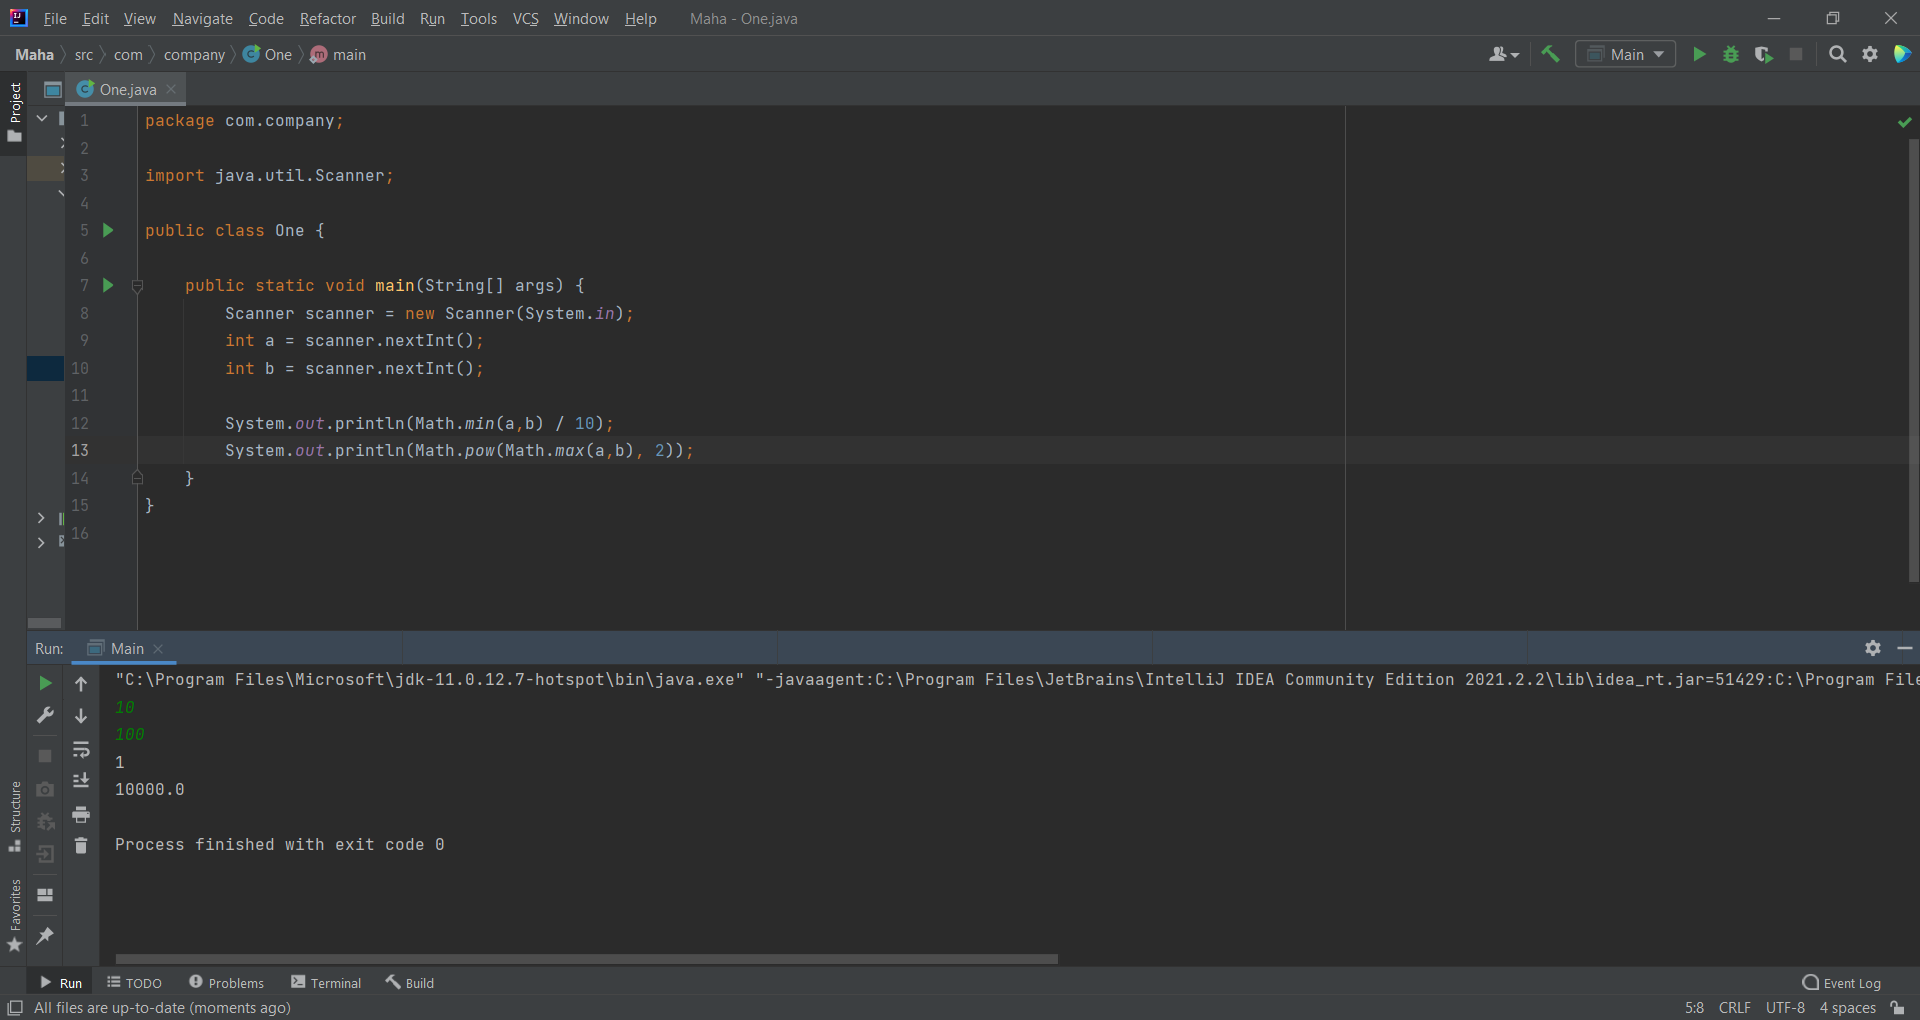 File Edit View Navigate Code Refactor Build Run Tools VCS Window Help Maha - One.java
Maha src com company One main Main
Project
One.java
1 package com.company;
2
3 import java.util.Scanner;
4
5 public class One {
6
7 public static void main(String[] args) {
8 Scanner scanner = new Scanner(System.in);
9 int a = scanner.nextInt();
10 int b = scanner.nextInt();
11
12 System.out.println(Math.min(a,b) / 10);
13 System.out.println(Math.pow(Math.max(a,b), 2));
14 }
15 }
16
Run: Main
"C:\Program Files\Microsoft\jdk-11.0.12.7-hotspot\bin\java.exe" "-javaagent:C:\Program Files\JetBrains\IntelliJ IDEA Community Edition 2021.2.2\lib\idea_rt.jar=51429:C:\Program File
10
100
1
10000.0
Process finished with exit code 0
Structure
Favorites
Run TODO Problems Terminal Build Event Log
All files are up-to-date (moments ago) 5:8 CRLF UTF-8 4 spaces